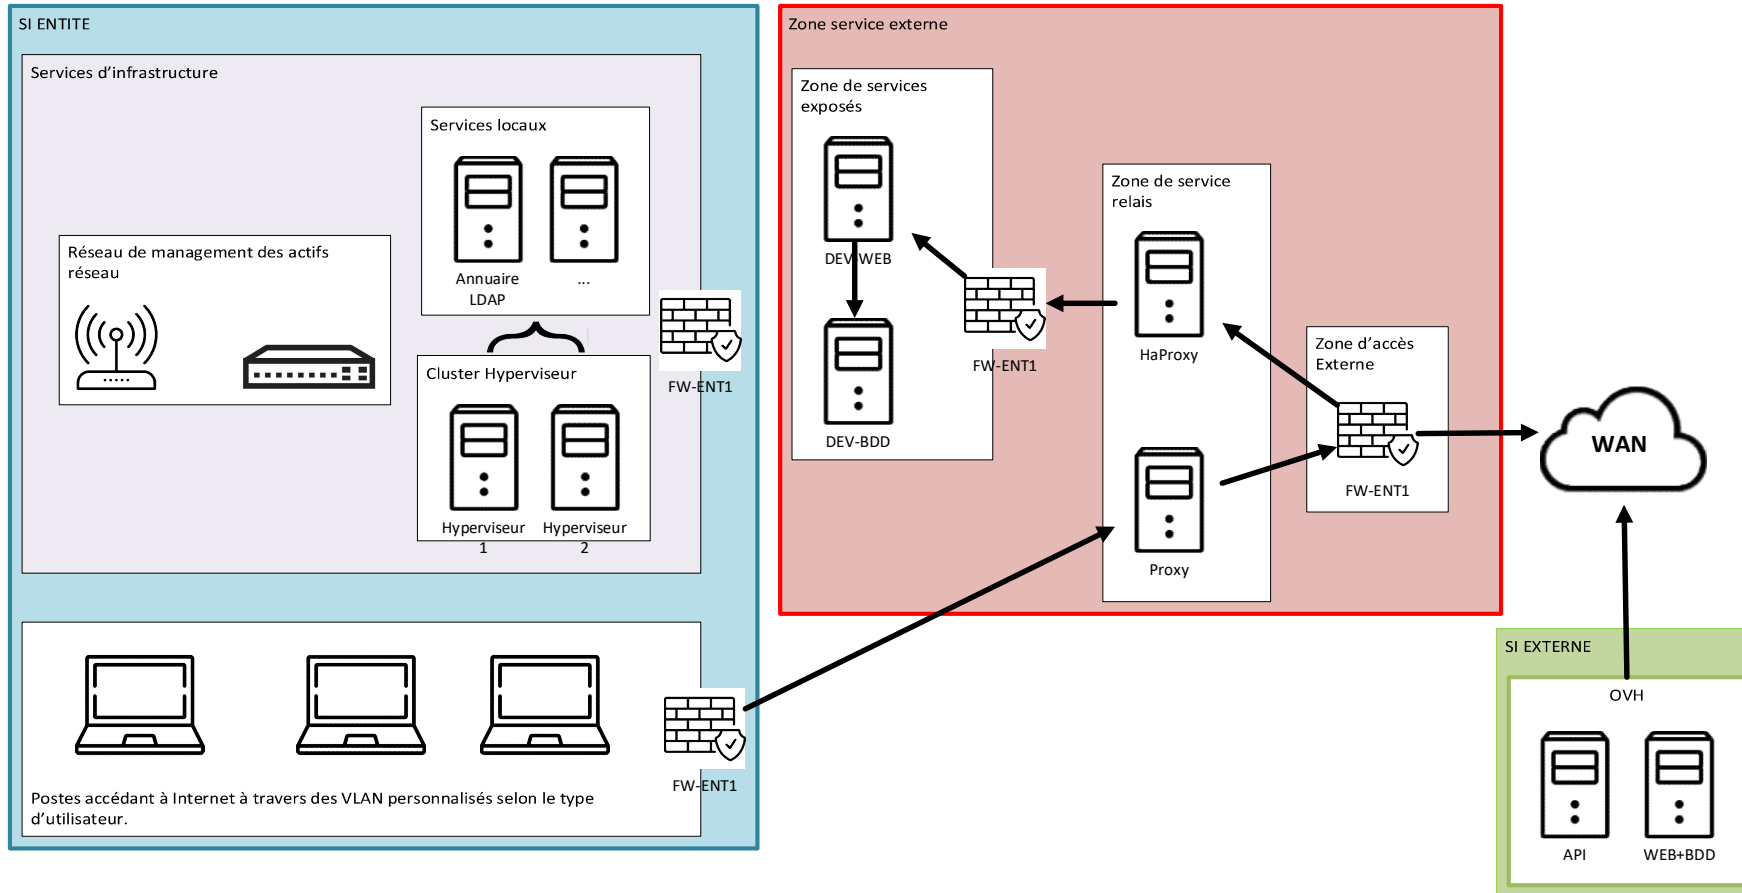 SI ENTITE
Services d’infrastructure
Services locaux
Annuaire
LDAP
...
Réseau de management des actifs
réseau
Cluster Hyperviseur
Hyperviseur
1
Hyperviseur
2
FW-ENT1
Postes accédant à Internet à travers des VLAN personnalisés selon le type
d’utilisateur.
FW-ENT1
Zone service externe
Zone de services
exposés
DEV-WEB
DEV-BDD
FW-ENT1
Zone de service
relais
HaProxy
Proxy
Zone d’accès
Externe
FW-ENT1
WAN
SI EXTERNE
OVH
API
WEB+BDD